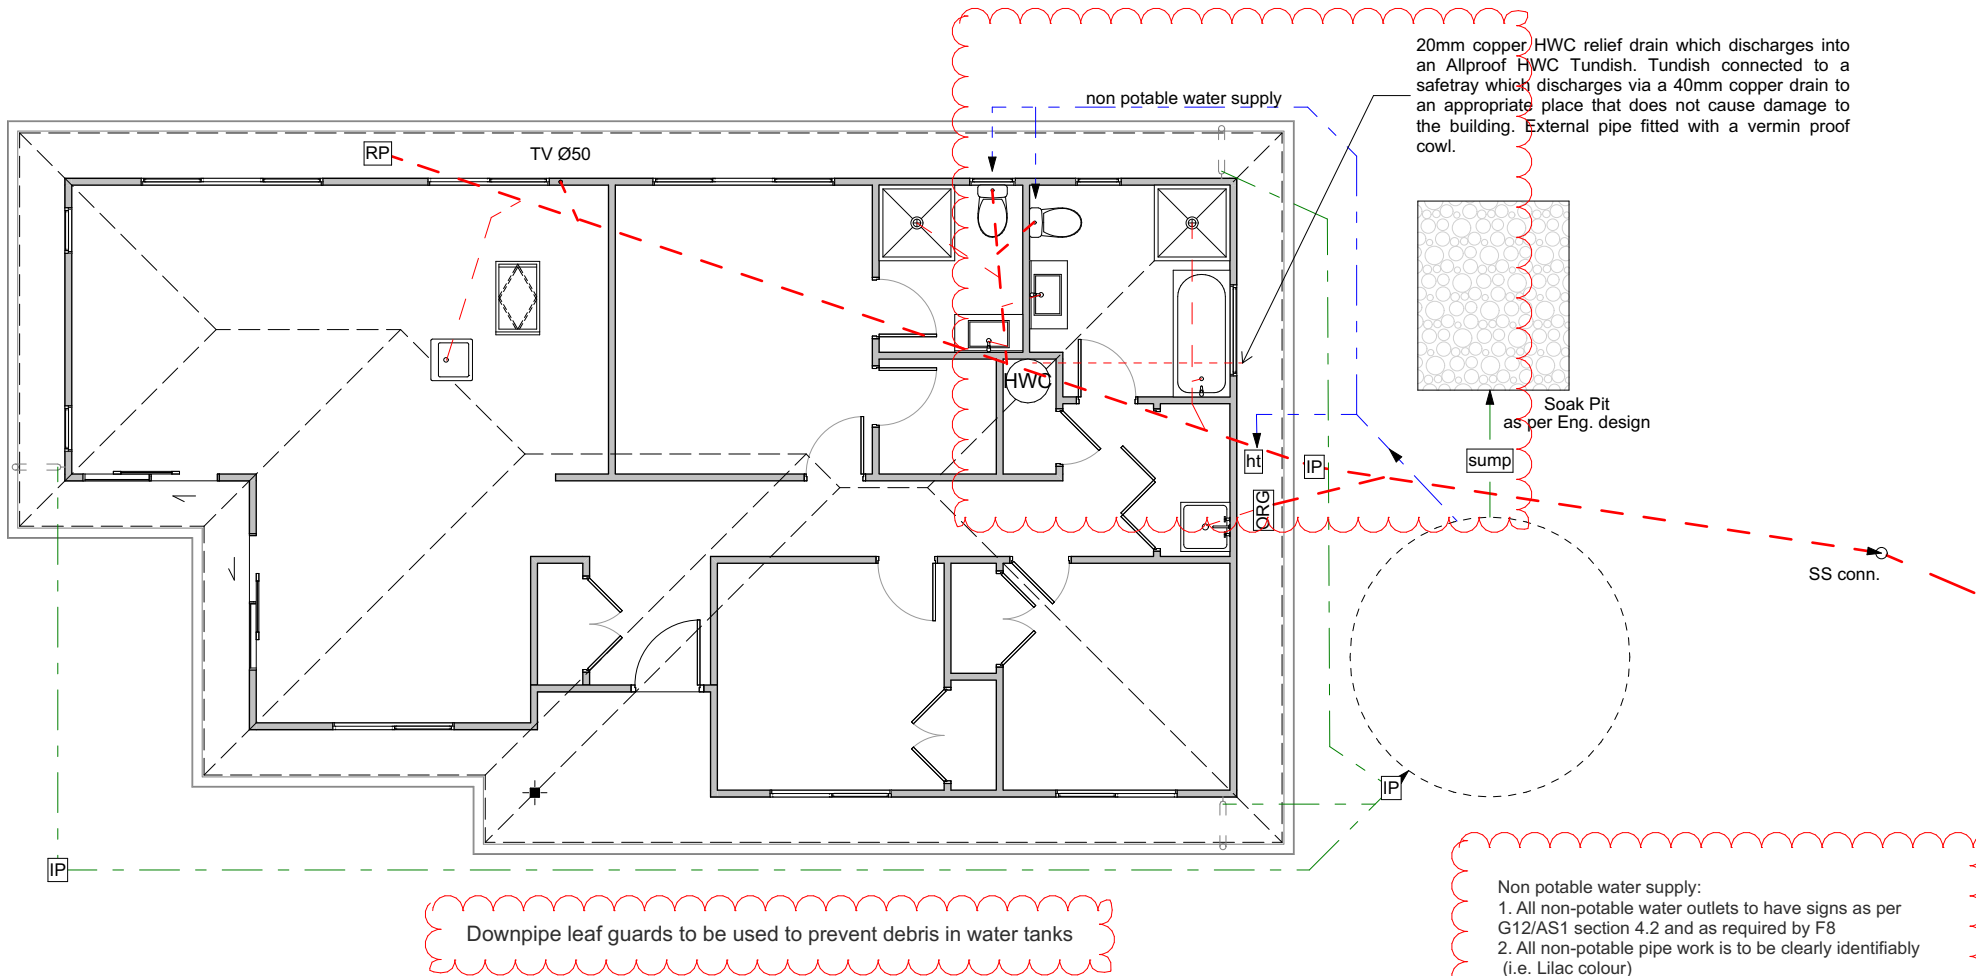 20mm copper HWC relief drain which discharges into
an Allproof HWC Tundish. Tundish connected to a
safetray which discharges via a 40mm copper drain to
an appropriate place that does not cause damage to
the building. External pipe fitted with a vermin proof
cowl.
non potable water supply
RP
TV Ø50
HWC
Soak Pit
as per Eng. design
ht
IP
sump
ORG
SS conn.
IP
IP
Downpipe leaf guards to be used to prevent debris in water tanks
Non potable water supply:
1. All non-potable water outlets to have signs as per
G12/AS1 section 4.2 and as required by F8
2. All non-potable pipe work is to be clearly identifiably
(i.e. Lilac colour)